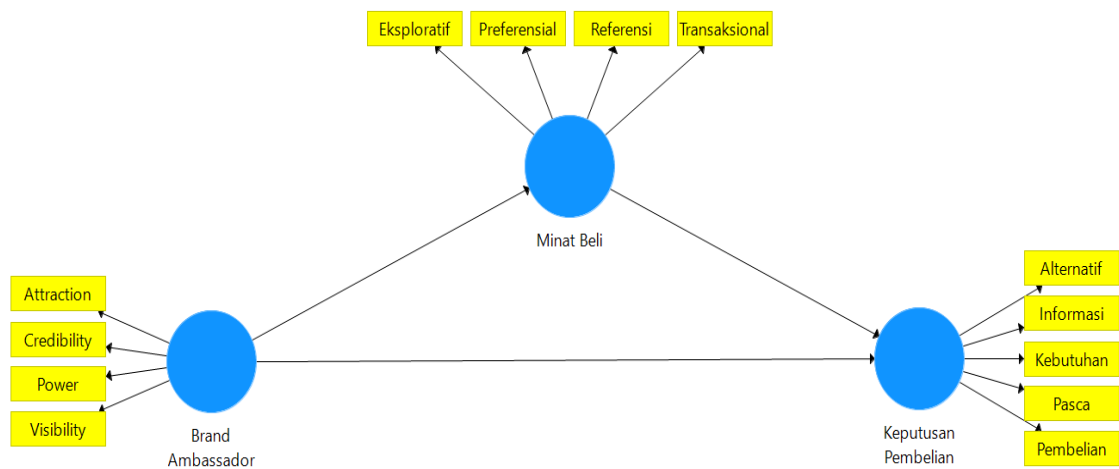 Eksploratif
Preferensial
Referensi
Transaksional
Minat Beli
Attraction
Credibility
Power
Visibility
Brand
Ambassador
Alternatif
Informasi
Kebutuhan
Pasca
Pembelian
Keputusan
Pembelian